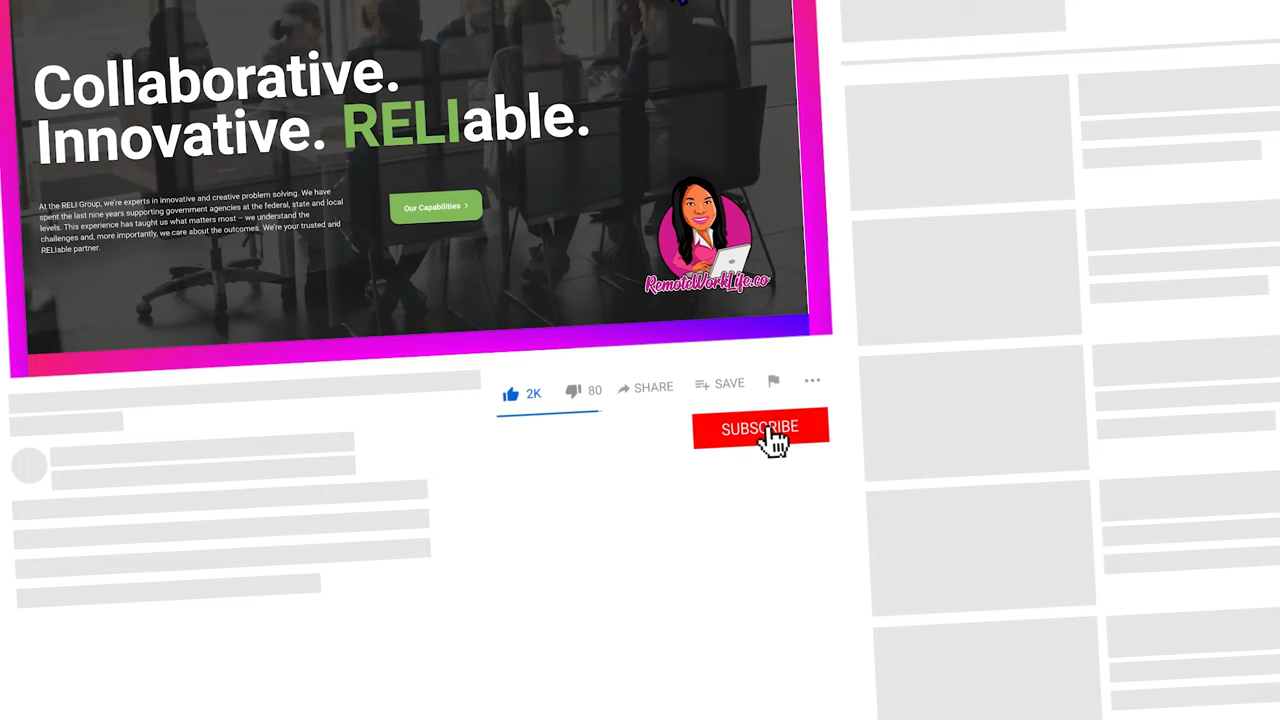 Collaborative.
Innovative. RELIable.
At the RELI Group, we're experts in innovative and creative problem solving. We have
spent the last nine years supporting government agencies at the federal, state and local
levels. This experience has taught us what matters most – we understand the
challenges and, more importantly, we care about the outcomes. We're your trusted and
RELIable partner.
Our Capabilities >
RemoteWorkLife.co
2K
80
SHARE
SAVE
SUBSCRIBE